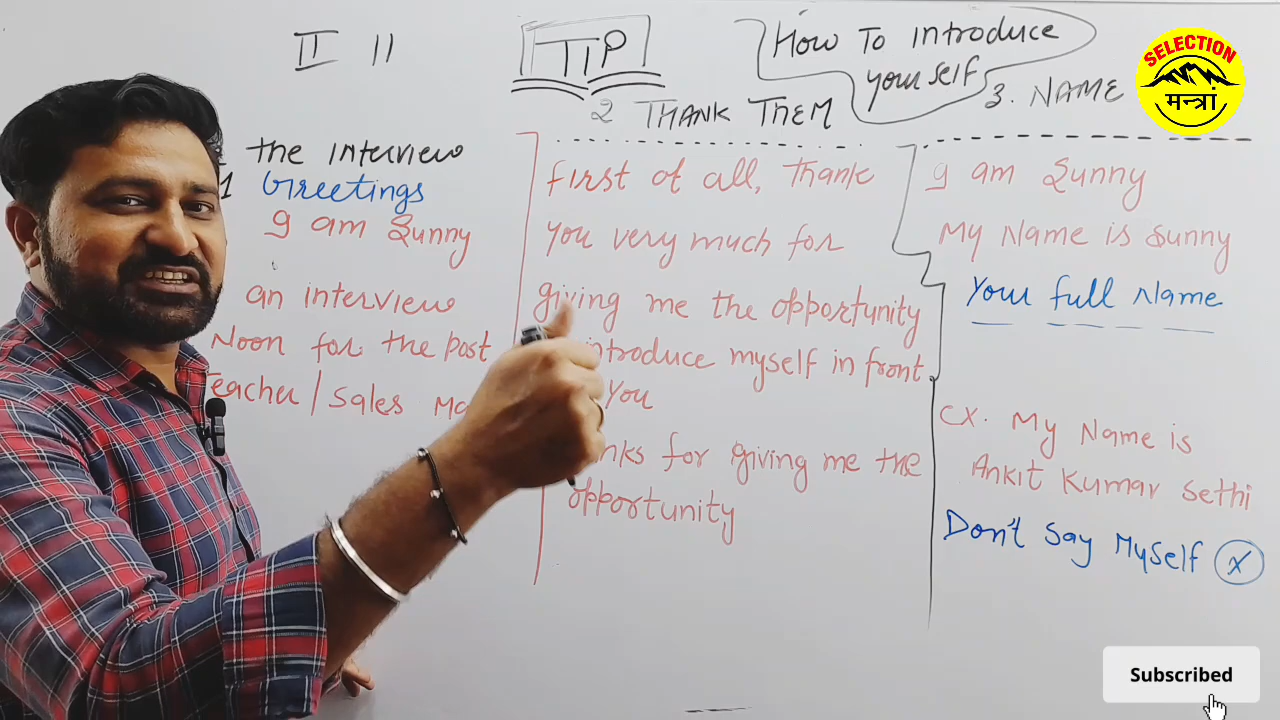 II II
TIP
How To introduce
yourself
SELECTION
मन्त्रां
2 THANK THEM
3. NAME
the interview
1 Greetings
I am Sunny
an interview
Noon for the post
Teacher / Sales
First of all, Thank
you very much for
giving me the opportunity
introduce myself in front
You
for giving me the
opportunity
I am Sunny
My Name is Sunny
Your full Name
EX. My Name is
Ankit Kumar Sethi
Don't Say Myself X
Subscribed